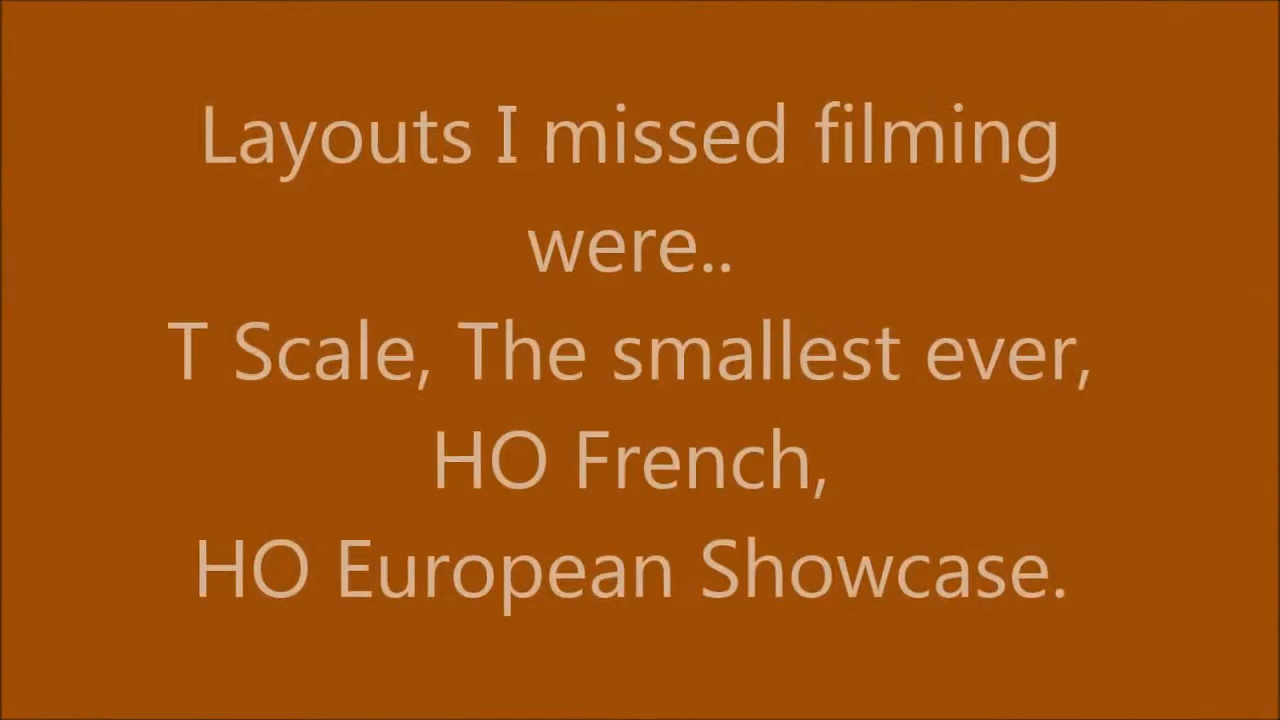 Layouts I missed filming
were..
T Scale, The smallest ever,
HO French,
HO European Showcase.